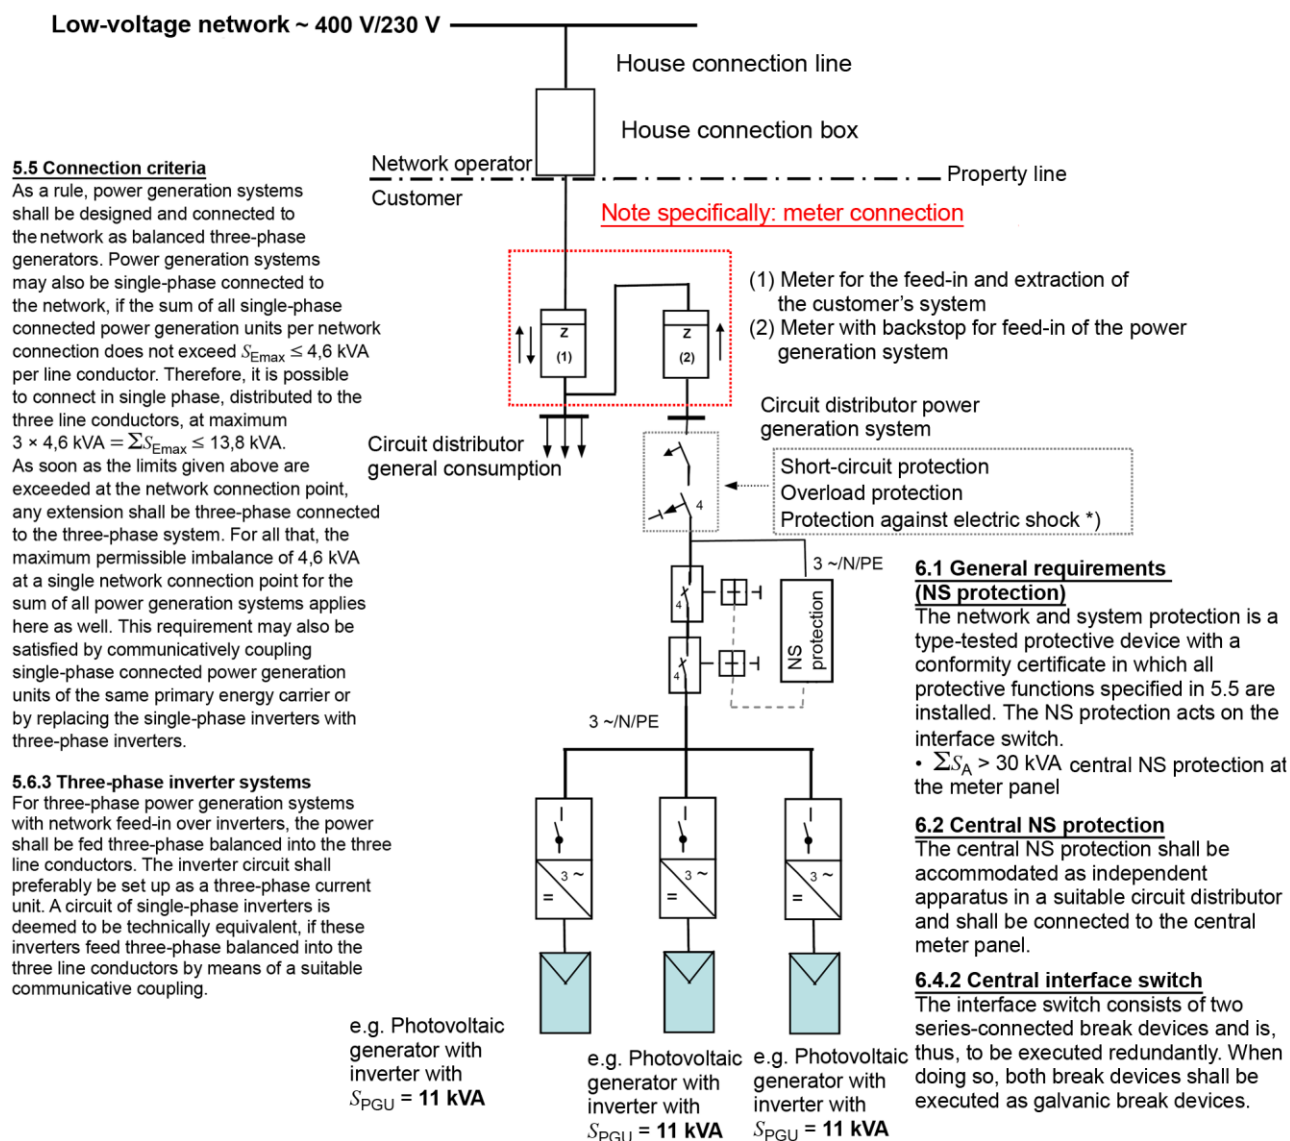 Low-voltage network ~ 400 V/230 V
House connection line
House connection box
Network operator
Customer
Property line
Note specifically: meter connection
5.5 Connection criteria
As a rule, power generation systems
shall be designed and connected to
the network as balanced three-phase
generators. Power generation systems
may also be single-phase connected to
the network, if the sum of all single-phase
connected power generation units per network
connection does not exceed SEmax ≤ 4,6 kVA
per line conductor. Therefore, it is possible
to connect in single phase, distributed to the
three line conductors, at maximum
3 × 4,6 kVA = ∑SEmax ≤ 13,8 kVA.
As soon as the limits given above are
exceeded at the network connection point,
any extension shall be three-phase connected
to the three-phase system. For all that, the
maximum permissible imbalance of 4,6 kVA
at a single network connection point for the
sum of all power generation systems applies
here as well. This requirement may also be
satisfied by communicatively coupling
single-phase connected power generation
units of the same primary energy carrier or
by replacing the single-phase inverters with
three-phase inverters.
5.6.3 Three-phase inverter systems
For three-phase power generation systems
with network feed-in over inverters, the power
shall be fed three-phase balanced into the three
line conductors. The inverter circuit shall
preferably be set up as a three-phase current
unit. A circuit of single-phase inverters is
deemed to be technically equivalent, if these
inverters feed three-phase balanced into the
three line conductors by means of a suitable
communicative coupling.
Z
(1)
Z
(2)
(1) Meter for the feed-in and extraction of
the customer's system
(2) Meter with backstop for feed-in of the power
generation system
Circuit distributor
general consumption
Circuit distributor power
generation system
4
Short-circuit protection
Overload protection
Protection against electric shock *)
3 ~/N/PE
4
4
NS
protection
3 ~/N/PE
3 ~
=
3 ~
=
3 ~
=
e.g. Photovoltaic
generator with
inverter with
SPGU = 11 kVA
e.g. Photovoltaic
generator with
inverter with
SPGU = 11 kVA
e.g. Photovoltaic
generator with
inverter with
SPGU = 11 kVA
6.1 General requirements
(NS protection)
The network and system protection is a
type-tested protective device with a
conformity certificate in which all
protective functions specified in 5.5 are
installed. The NS protection acts on the
interface switch.
• ∑SA > 30 kVA central NS protection at
the meter panel
6.2 Central NS protection
The central NS protection shall be
accommodated as independent
apparatus in a suitable circuit distributor
and shall be connected to the central
meter panel.
6.4.2 Central interface switch
The interface switch consists of two
series-connected break devices and is,
thus, to be executed redundantly. When
doing so, both break devices shall be
executed as galvanic break devices.